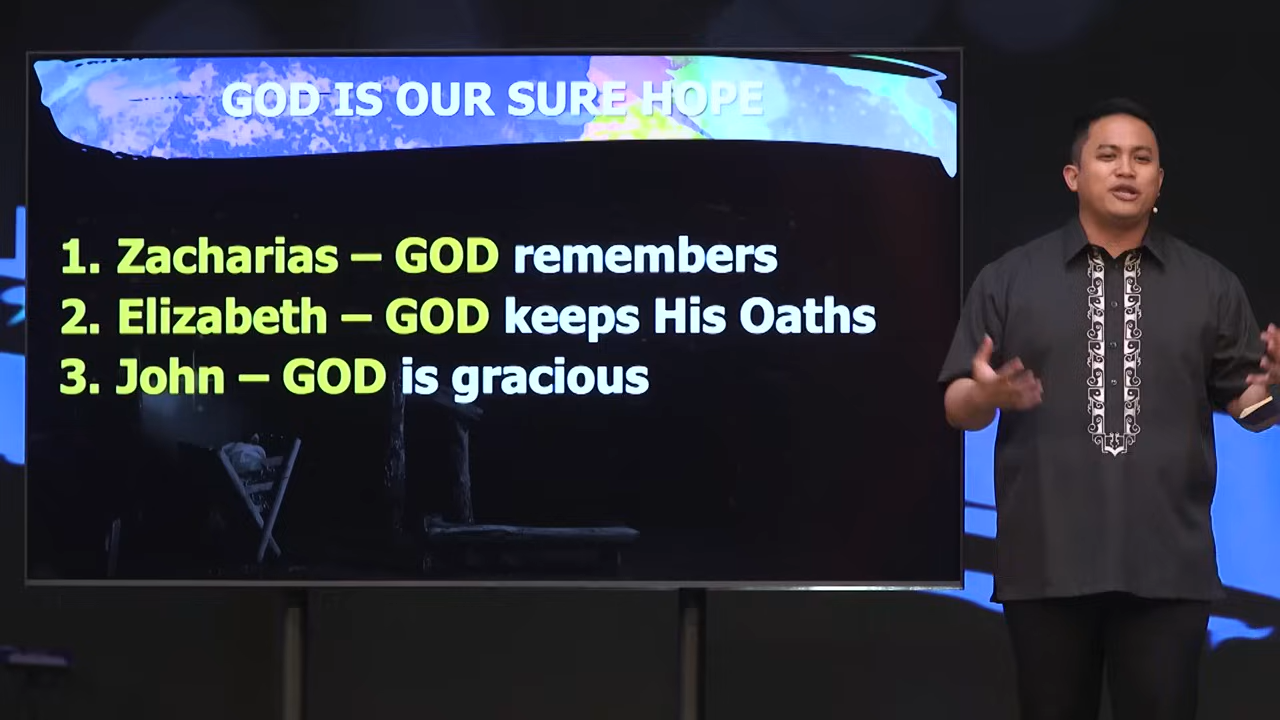 GOD IS OUR SURE HOPE
1. Zacharias – GOD remembers
2. Elizabeth – GOD keeps His Oaths
3. John – GOD is gracious